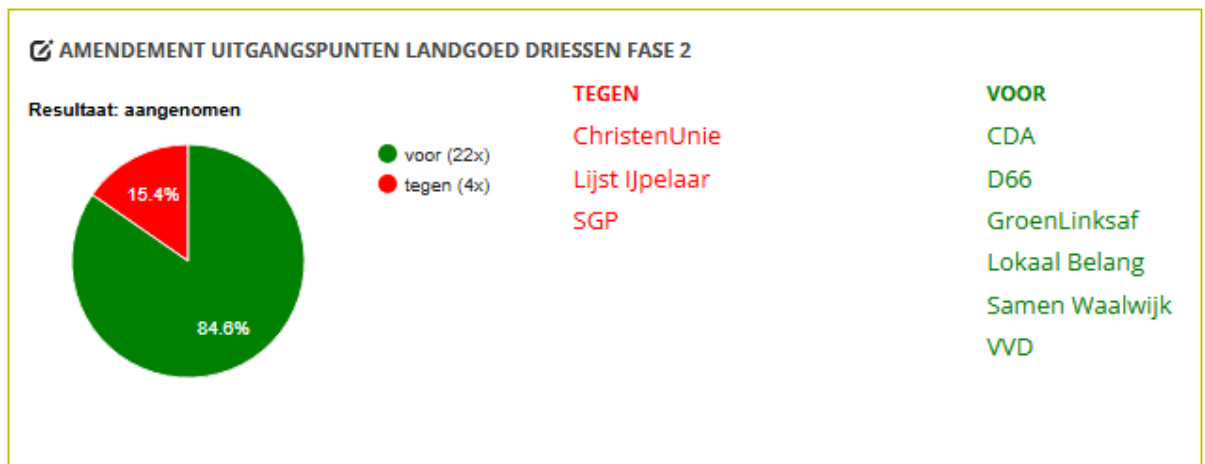 AMENDEMENT UITGANGSPUNTEN LANDGOED DRIESSEN FASE 2
Resultaat: aangenomen
15.4%
84.6%
voor (22x)
tegen (4x)
TEGEN
ChristenUnie
Lijst IJpelaar
SGP
VOOR
CDA
D66
GroenLinksaf
Lokaal Belang
Samen Waalwijk
VVD